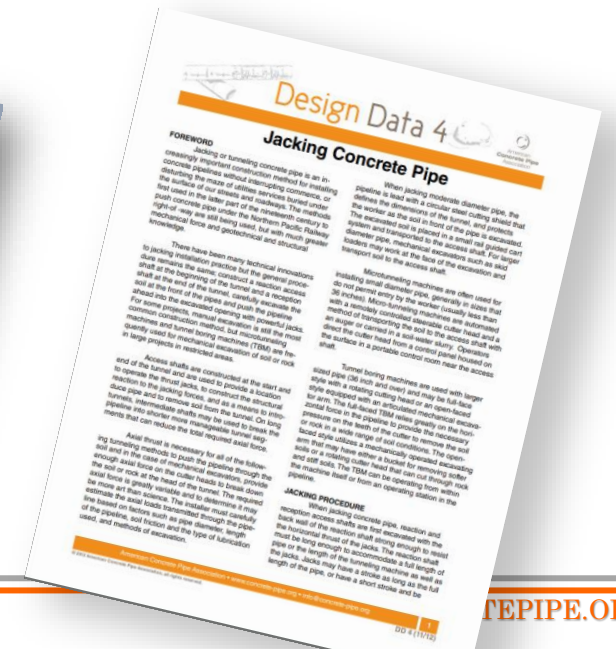 Design Data 4
American
Concrete Pipe
Association
Jacking Concrete Pipe
FOREWORD
Jacking or tunneling concrete pipe is an in-
creasingly important construction method for installing
concrete pipelines without interrupting commerce, or
disturbing the maze of utilities services buried under
the surface of our streets and roadways. The methods
first used in the latter part of the nineteenth century to
push concrete pipe under the Northern Pacific Railway
right-of-way are still being used, but with much greater
mechanical force and geotechnical and structural
knowledge.
There have been many technical innovations
to jacking installation practice but the general proce-
dure remains the same; construct a reaction access
shaft at the beginning of the tunnel and a reception
shaft at the end of the tunnel, carefully excavate the
soil at the front of the pipes and push the pipeline
ahead into the excavated opening with powerful jacks.
For some projects, manual excavation is still the most
common construction method, but microtunneling
machines and tunnel boring machines (TBM) are fre-
quently used for mechanical excavation of soil or rock
in large projects in restricted areas.
Access shafts are constructed at the start and
end of the tunnel and are used to provide a location
to operate the thrust jacks, to construct the structural
reaction to the jacking forces, and as a means to intro-
duce pipe and to remove soil from the tunnel. On long
tunnels, intermediate shafts may be used to break the
pipeline into shorter more manageable tunnel seg-
ments that can reduce the total required axial force.
Axial thrust is necessary for all of the follow-
ing tunneling methods to push the pipeline through the
soil and in the case of mechanical excavators, provide
enough axial force on the cutter heads to break down
the soil or rock at the head of the tunnel. The required
axial force is greatly variable and to determine it may
be more art than science. The installer must carefully
estimate the axial loads transmitted through the pipe-
line based on factors such as pipe diameter, length
of the pipeline, soil friction and the type of lubrication
used, and methods of excavation.
When jacking moderate diameter pipe, the
pipeline is lead with a circular steel cutting shield that
defines the dimensions of the tunnel, and protects
the worker as the soil in front of the pipe is excavated.
The excavated soil is placed in a small rail guided cart
system and transported to the access shaft. For larger
diameter pipe, mechanical excavators such as skid
loaders may work at the face of the excavation and
transport soil to the access shaft.
Microtunneling machines are often used for
installing small diameter pipe, generally in sizes that
do not permit entry by the worker (usually less than
36 inches). Micro-tunneling machines are automated
with a remotely controlled steerable cutter head and a
method of transporting the soil to the access shaft with
an auger or carried in a soil-water slurry. Operators
direct the cutter head from a control panel housed on
the surface in a portable control room near the access
shaft.
Tunnel boring machines are used with larger
sized pipe (36 inch and over) and may be full-face
style with a rotating cutting head or an open-faced
style equipped with an articulated mechanical excava-
tor arm. The full-faced TBM relies greatly on the hori-
zontal force in the pipeline to provide the necessary
pressure on the teeth of the cutter to remove the soil
or rock in a wide range of soil conditions. The open-
faced style utilizes a mechanically operated excavating
arm that may have either a bucket for removing softer
soils or a rotating cutter head that can cut through rock
and stiff soils. The TBM can be operating from within
the machine itself or from an operating station in the
pipeline.
JACKING PROCEDURE
When jacking concrete pipe, reaction and
reception access shafts are first excavated with the
back wall of the reaction shaft strong enough to resist
the horizontal thrust of the jacks. The reaction shaft
must be long enough to accommodate a full length of
pipe or the length of the tunneling machine as well as
the jacks. Jacks may have a stroke as long as the full
length of the pipe, or have a short stroke and be
American Concrete Pipe Association • www.concrete-pipe.org • info@concrete-pipe.org
1
American Concrete Pipe Association, all rights reserved.
DD 4 (11/12)
TEPIPE.O